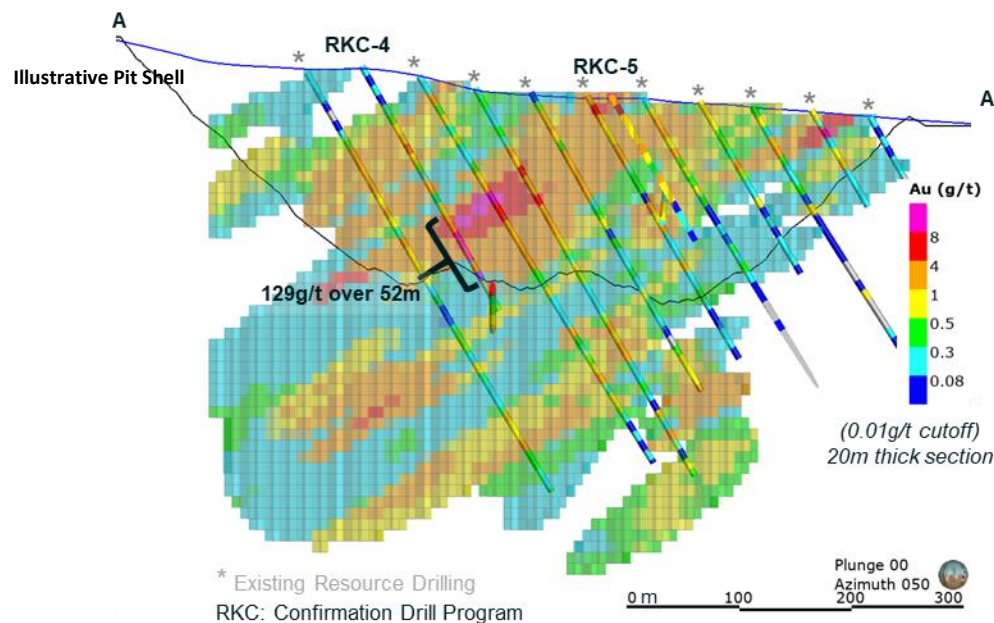 A
RKC-4
RKC-5
* * * * * * * * * * *
Illustrative Pit Shell
A
Au (g/t)
8
4
1
0.5
0.3
0.08
129g/t over 52m
(0.01g/t cutoff)
20m thick section
* Existing Resource Drilling
RKC: Confirmation Drill Program
Plunge 00
Azimuth 050
0 m 100 200 300